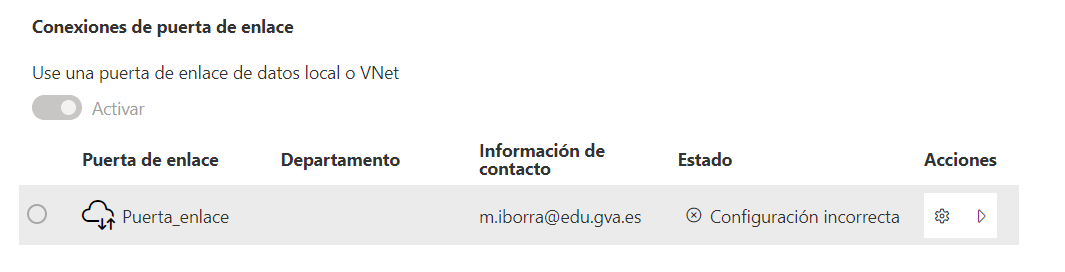 Conexiones de puerta de enlace
Use una puerta de enlace de datos local o VNet
Activar
Puerta de enlace Departamento Información de contacto Estado Acciones
Puerta_enlace m.iborra@edu.gva.es Configuración incorrecta